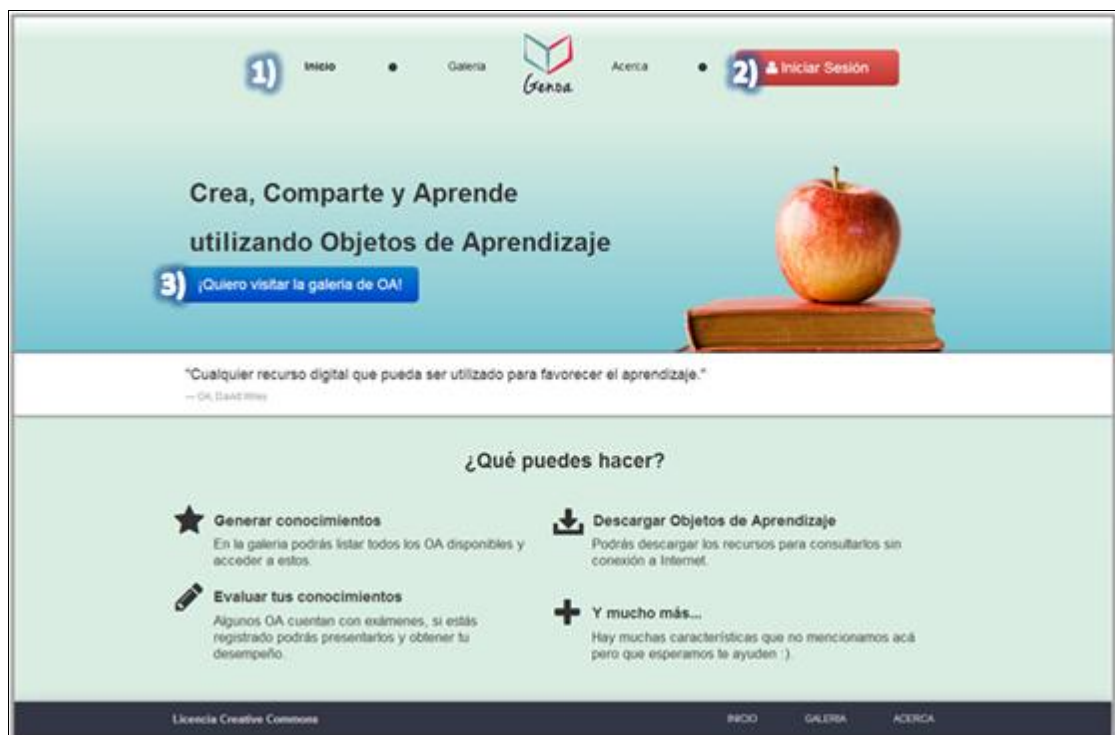 1) Inicio • Galeria Genoa Acerca • 2) Iniciar Sesión
Crea, Comparte y Aprende
utilizando Objetos de Aprendizaje
3) ¡Quiero visitar la galeria de OA!
"Cualquier recurso digital que pueda ser utilizado para favorecer el aprendizaje."
— OA, David Wiley
¿Qué puedes hacer?
Generar conocimientos
En la galeria podrás listar todos los OA disponibles y
acceder a estos.
Descargar Objetos de Aprendizaje
Podrás descargar los recursos para consultarlos sin
conexión a Internet.
Evaluar tus conocimientos
Algunos OA cuentan con exámenes, si estás
registrado podrás presentarlos y obtener tu
desempeño.
Y mucho más...
Hay muchas características que no mencionamos acá
pero que esperamos te ayuden :).
Licencia Creative Commons INICIO GALERIA ACERCA